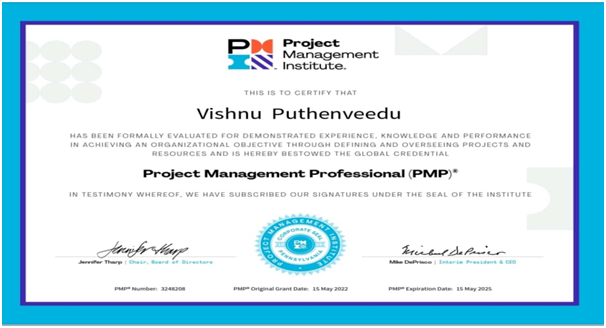 PM
Project
Management
Institute.
THIS IS TO CERTIFY THAT
Vishnu Puthenveedu
HAS BEEN FORMALLY EVALUATED FOR DEMONSTRATED EXPERIENCE, KNOWLEDGE AND PERFORMANCE
IN ACHIEVING AN ORGANIZATIONAL OBJECTIVE THROUGH DEFINING AND OVERSEEING PROJECTS AND
RESOURCES AND IS HEREBY BESTOWED THE GLOBAL CREDENTIAL
Project Management Professional (PMP)®
IN TESTIMONY WHEREOF, WE HAVE SUBSCRIBED OUR SIGNATURES UNDER THE SEAL OF THE INSTITUTE
PROJECT MANAGEMENT INSTITUTE
CORPORATE SEAL
PENNSYLVANIA
Jennifer Tharp
Michael DePrisco
Jennifer Tharp | Chair, Board of Directors
Mike DePrisco | Interim President & CEO
PMP® Number: 3248208 PMP® Original Grant Date: 15 May 2022 PMP® Expiration Date: 15 May 2025